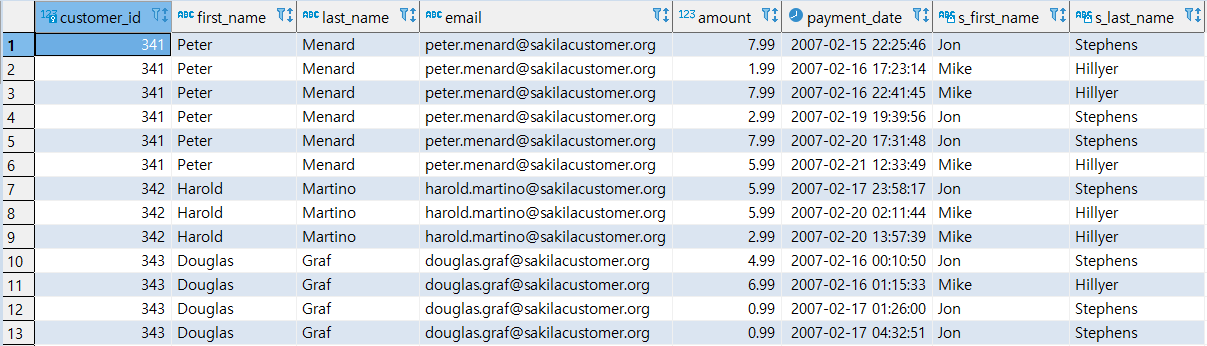 123 customer_id ABC first_name ABC last_name ABC email 123 amount payment_date ABC s_first_name ABC s_last_name
1 341 Peter Menard peter.menard@sakilacustomer.org 7.99 2007-02-15 22:25:46 Jon Stephens
2 341 Peter Menard peter.menard@sakilacustomer.org 1.99 2007-02-16 17:23:14 Mike Hillyer
3 341 Peter Menard peter.menard@sakilacustomer.org 7.99 2007-02-16 22:41:45 Mike Hillyer
4 341 Peter Menard peter.menard@sakilacustomer.org 2.99 2007-02-19 19:39:56 Jon Stephens
5 341 Peter Menard peter.menard@sakilacustomer.org 7.99 2007-02-20 17:31:48 Jon Stephens
6 341 Peter Menard peter.menard@sakilacustomer.org 5.99 2007-02-21 12:33:49 Mike Hillyer
7 342 Harold Martino harold.martino@sakilacustomer.org 5.99 2007-02-17 23:58:17 Jon Stephens
8 342 Harold Martino harold.martino@sakilacustomer.org 5.99 2007-02-20 02:11:44 Mike Hillyer
9 342 Harold Martino harold.martino@sakilacustomer.org 2.99 2007-02-20 13:57:39 Mike Hillyer
10 343 Douglas Graf douglas.graf@sakilacustomer.org 4.99 2007-02-16 00:10:50 Jon Stephens
11 343 Douglas Graf douglas.graf@sakilacustomer.org 6.99 2007-02-16 01:15:33 Mike Hillyer
12 343 Douglas Graf douglas.graf@sakilacustomer.org 0.99 2007-02-17 01:26:00 Jon Stephens
13 343 Douglas Graf douglas.graf@sakilacustomer.org 0.99 2007-02-17 04:32:51 Jon Stephens